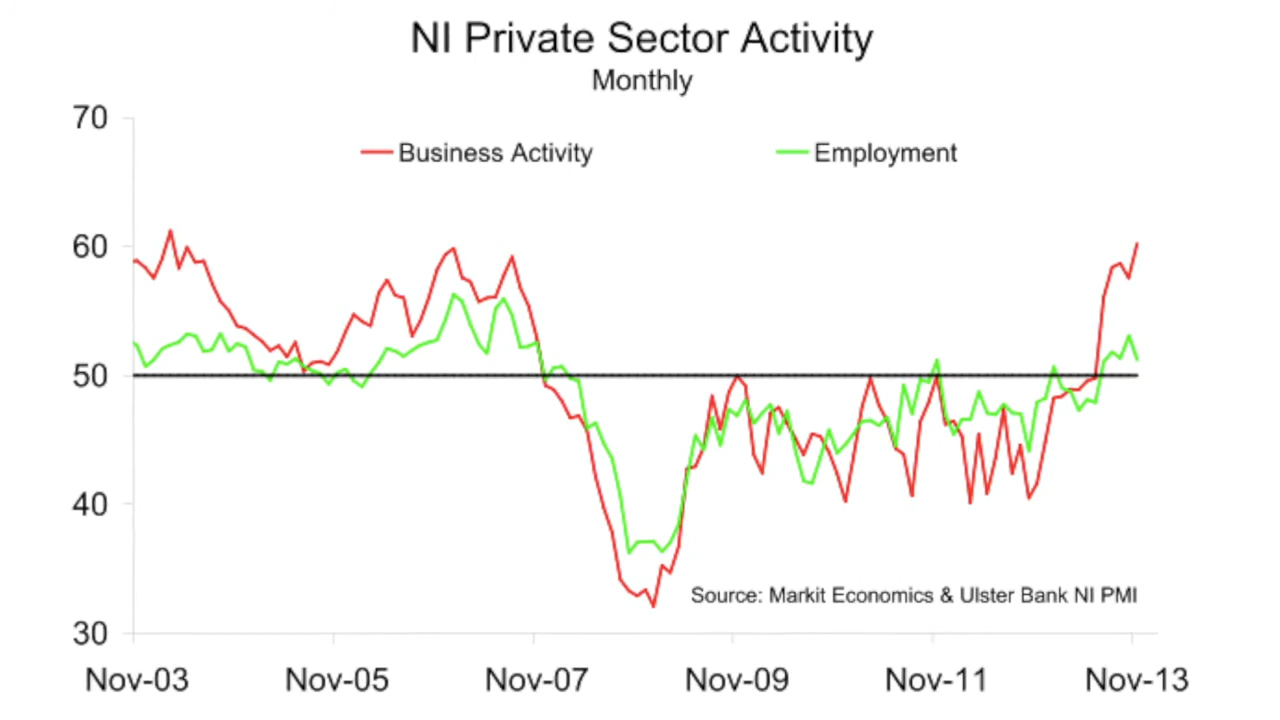 NI Private Sector Activity
Monthly
70
Business Activity
Employment
60
50
40
Source: Markit Economics & Ulster Bank NI PMI
30
Nov-03
Nov-05
Nov-07
Nov-09
Nov-11
Nov-13